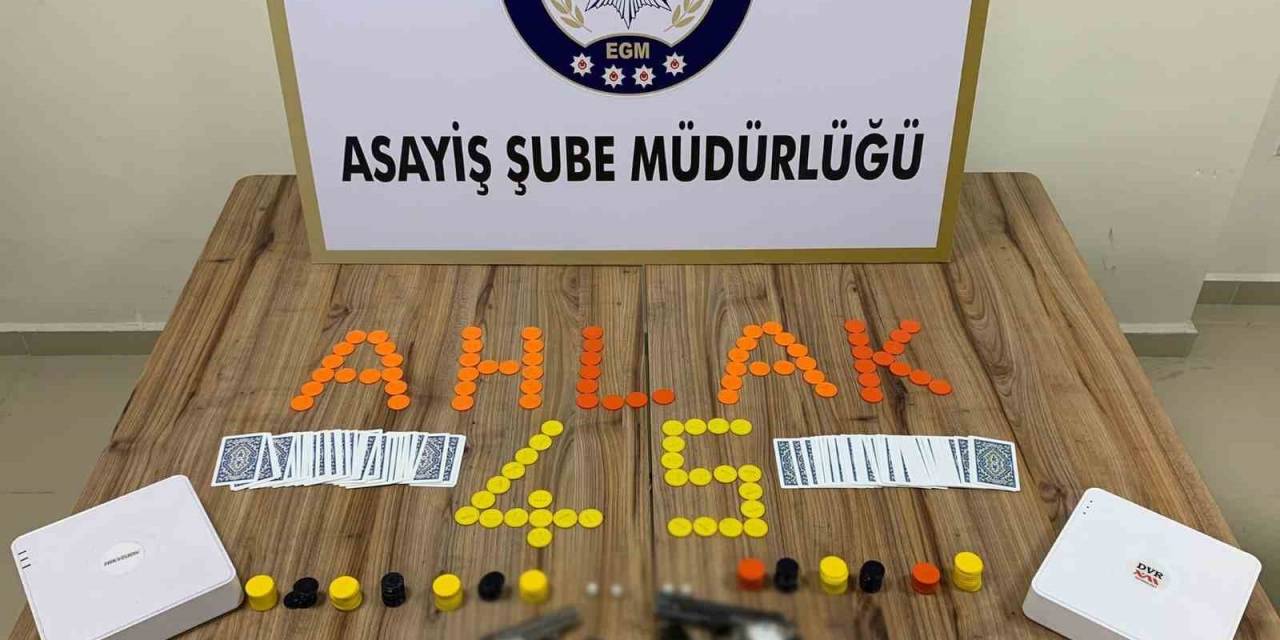 EGM
ASAYİŞ ŞUBE MÜDÜRLÜĞÜ
AHLAK
45
HIKVISION
DVR